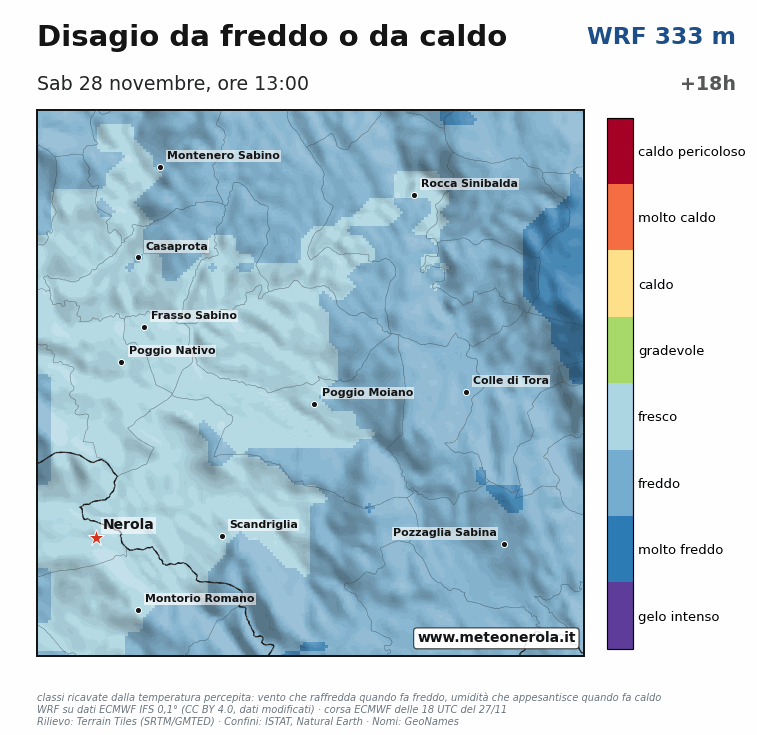 Disagio da freddo o da caldo
WRF 333 m
Sab 28 novembre, ore 13:00
+18h
Montenero Sabino
Rocca Sinibalda
Casaprota
Frasso Sabino
Poggio Nativo
Poggio Moiano
Colle di Tora
Nerola
Scandriglia
Pozzaglia Sabina
Montorio Romano
www.meteonerola.it
caldo pericoloso
molto caldo
caldo
gradevole
fresco
freddo
molto freddo
gelo intenso
classi ricavate dalla temperatura percepita: vento che raffredda quando fa freddo, umidità che appesantisce quando fa caldo
WRF su dati ECMWF IFS 0,1° (CC BY 4.0, dati modificati) · corsa ECMWF delle 18 UTC del 27/11
Rilievo: Terrain Tiles (SRTM/GMTED) · Confini: ISTAT, Natural Earth · Nomi: GeoNames